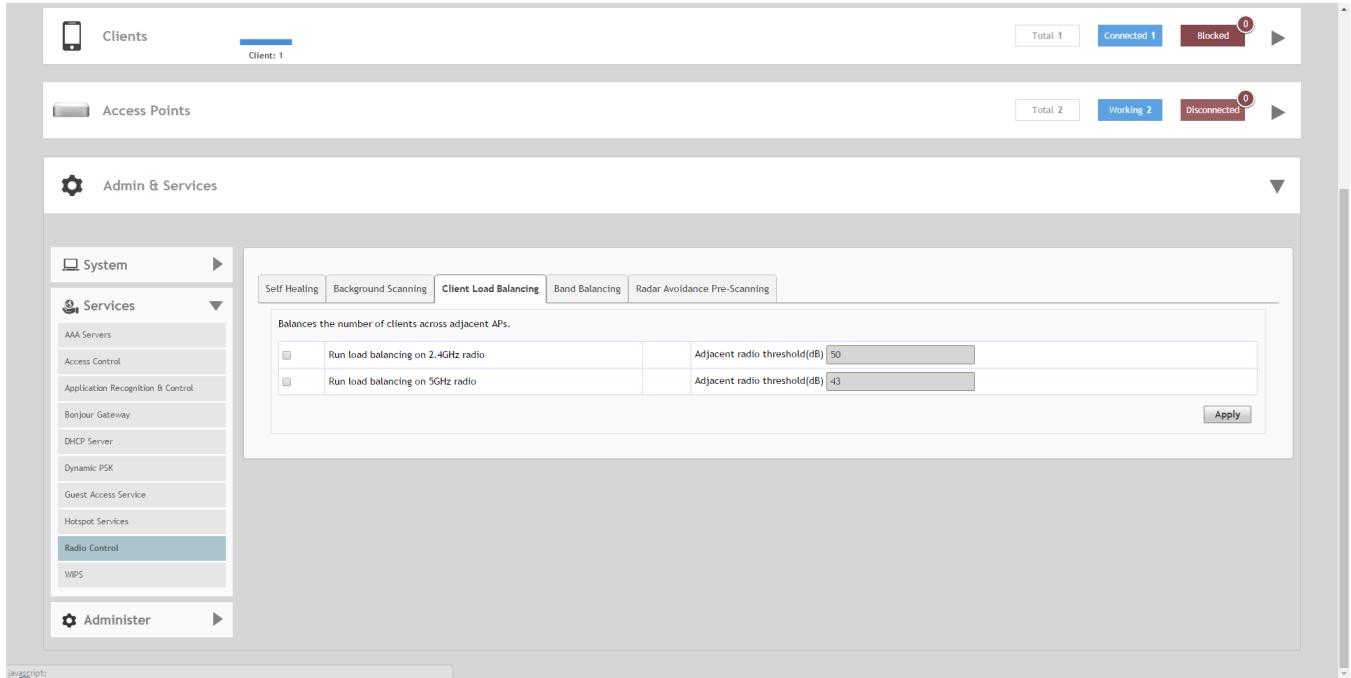 Clients
Client: 1
Total 1
Connected 1
Blocked
0
Access Points
Total 2
Working 2
Disconnected
0
Admin & Services
System
Services
AAA Servers
Access Control
Application Recognition & Control
Bonjour Gateway
DHCP Server
Dynamic PSK
Guest Access Service
Hotspot Services
Radio Control
WIPS
Administer
Self Healing
Background Scanning
Client Load Balancing
Band Balancing
Radar Avoidance Pre-Scanning
Balances the number of clients across adjacent APs.
Run load balancing on 2.4GHz radio
Adjacent radio threshold(dB) 50
Run load balancing on 5GHz radio
Adjacent radio threshold(dB) 43
Apply
javascript: